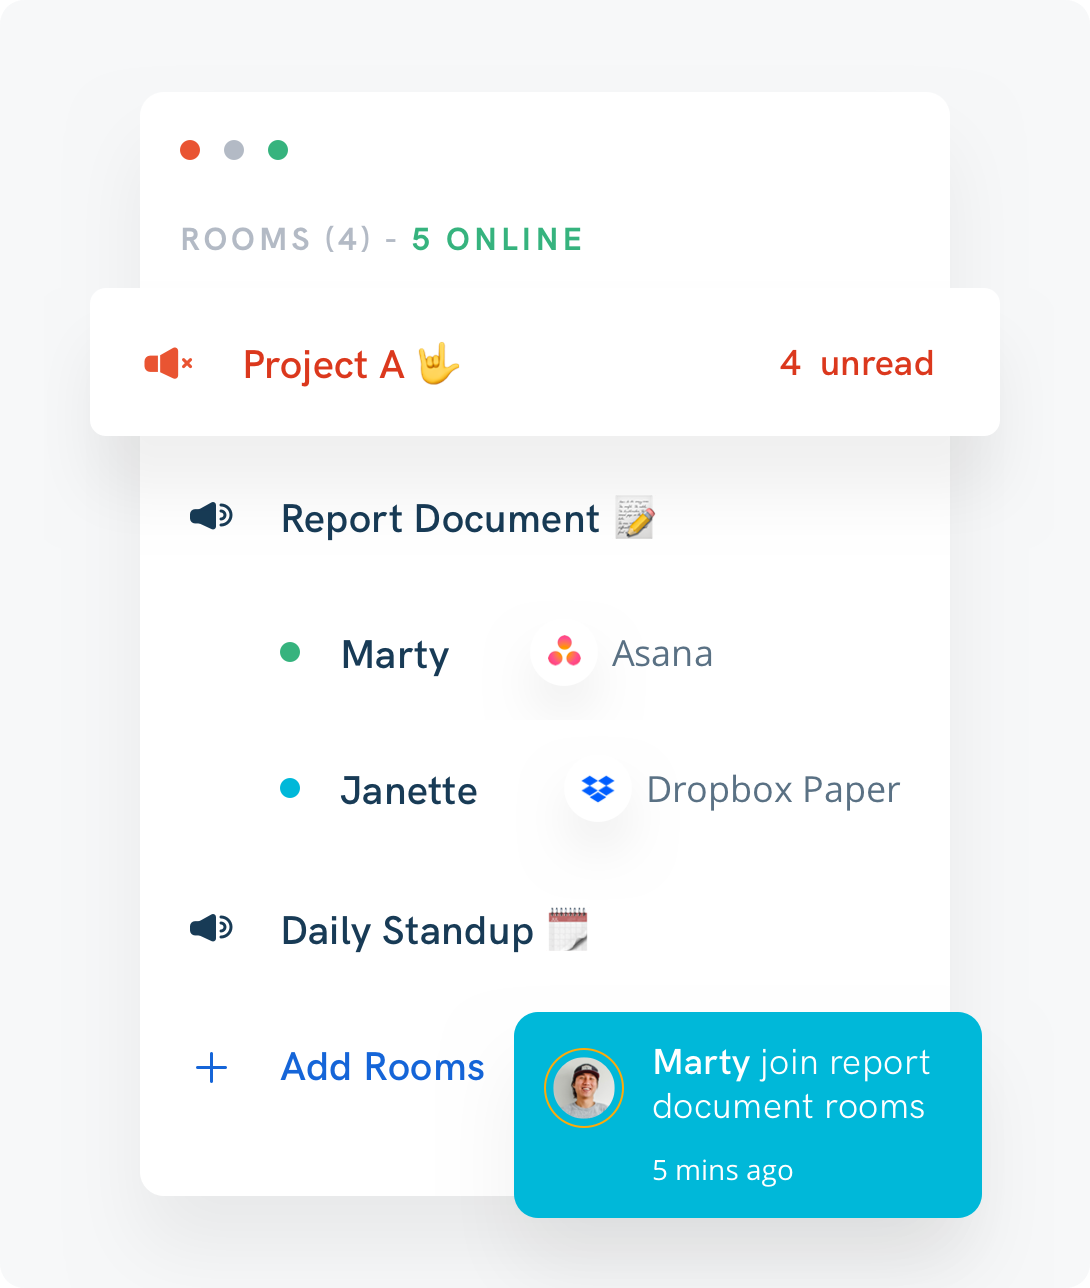 ROOMS (4) - 5 ONLINE
Project A 🤟 4 unread
Report Document 📝
Marty Asana
Janette Dropbox Paper
Daily Standup 🗓
Add Rooms
Marty join report
document rooms
5 mins ago